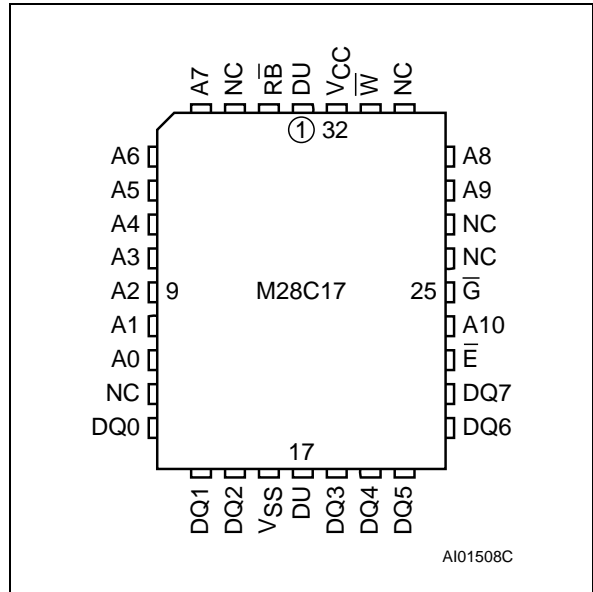 A7 NC R̅B DU VCC W̅ NC
① 32
A6 A8
A5 A9
A4 NC
A3 NC
A2 9 M28C17 25 G̅
A1 A10
A0 E̅
NC DQ7
DQ0 DQ6
17
DQ1 DQ2 VSS DU DQ3 DQ4 DQ5
AI01508C